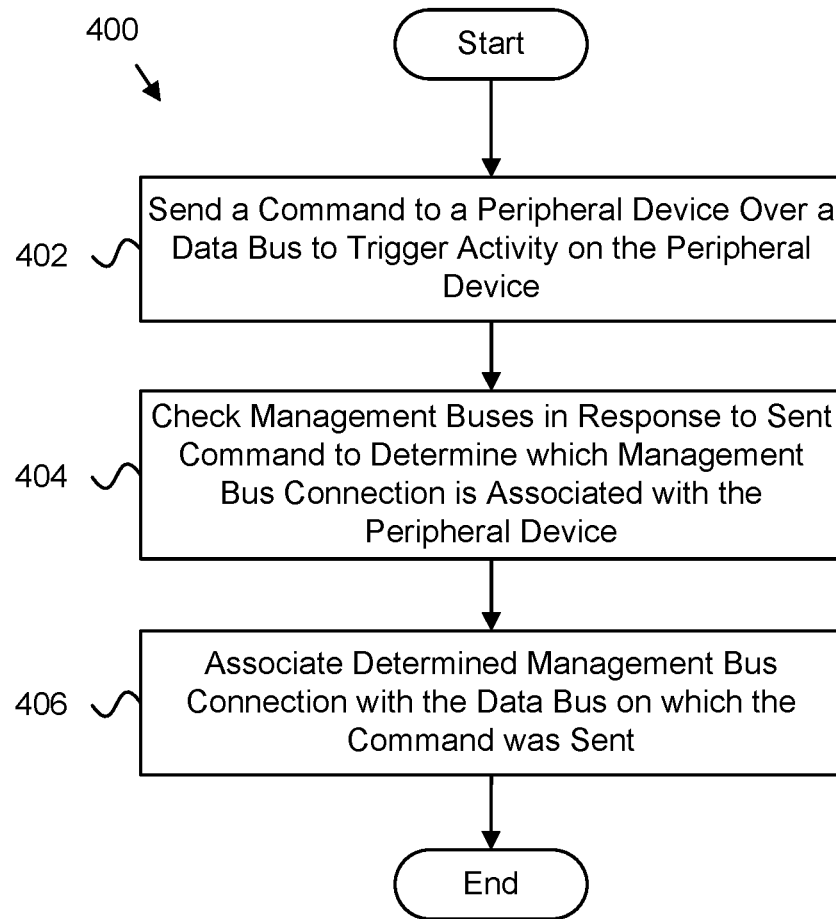 400
Start
402
Send a Command to a Peripheral Device Over a
Data Bus to Trigger Activity on the Peripheral
Device
404
Check Management Buses in Response to Sent
Command to Determine which Management
Bus Connection is Associated with the
Peripheral Device
406
Associate Determined Management Bus
Connection with the Data Bus on which the
Command was Sent
End